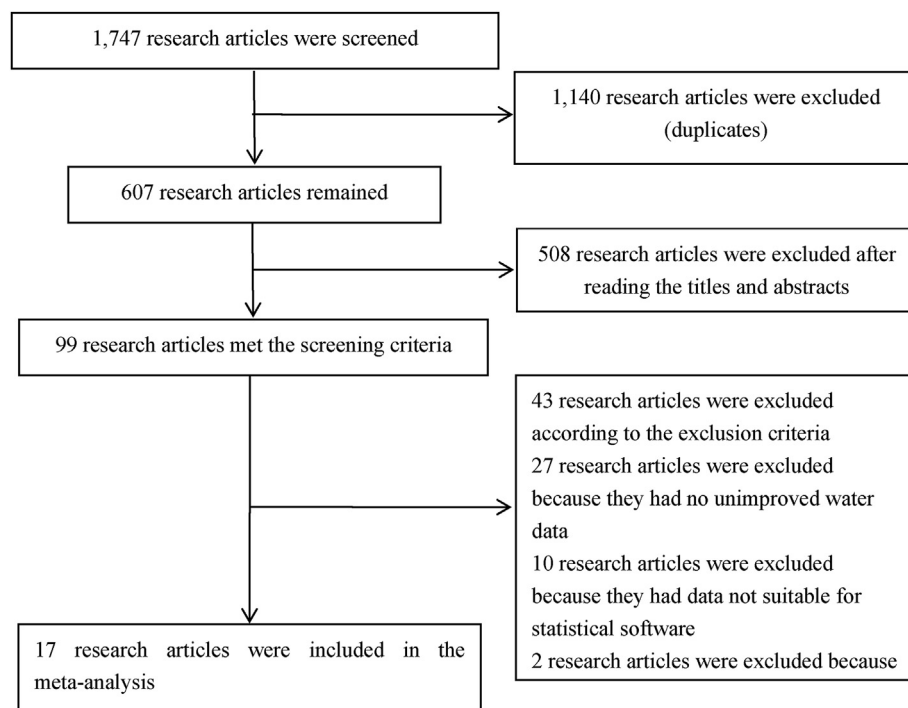 1,747 research articles were screened
1,140 research articles were excluded
(duplicates)
607 research articles remained
508 research articles were excluded after
reading the titles and abstracts
99 research articles met the screening criteria
43 research articles were excluded
according to the exclusion criteria
27 research articles were excluded
because they had no unimproved water
data
10 research articles were excluded
because they had data not suitable for
statistical software
2 research articles were excluded because
17 research articles were included in the
meta-analysis